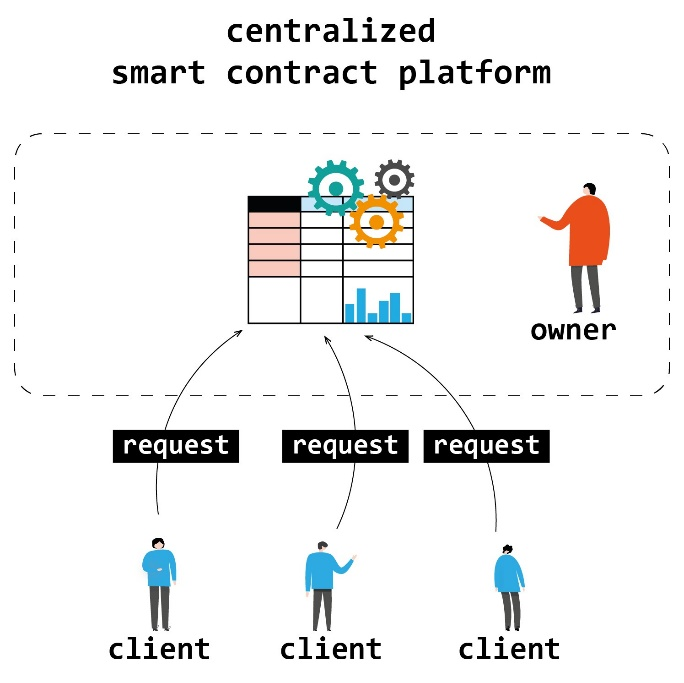 centralized
smart contract platform
owner
request
request
request
client
client
client